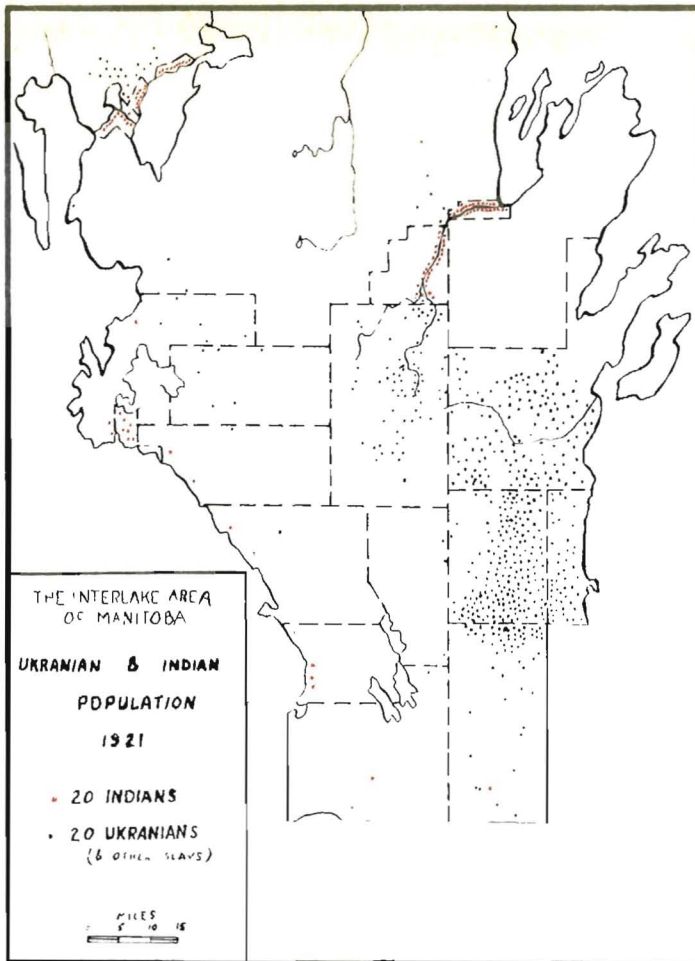 THE INTERLAKE AREA
OF MANITOBA
UKRANIAN & INDIAN
POPULATION
1921
20 INDIANS
20 UKRANIANS
(& OTHER SLAVS)
MILES
5 10 15